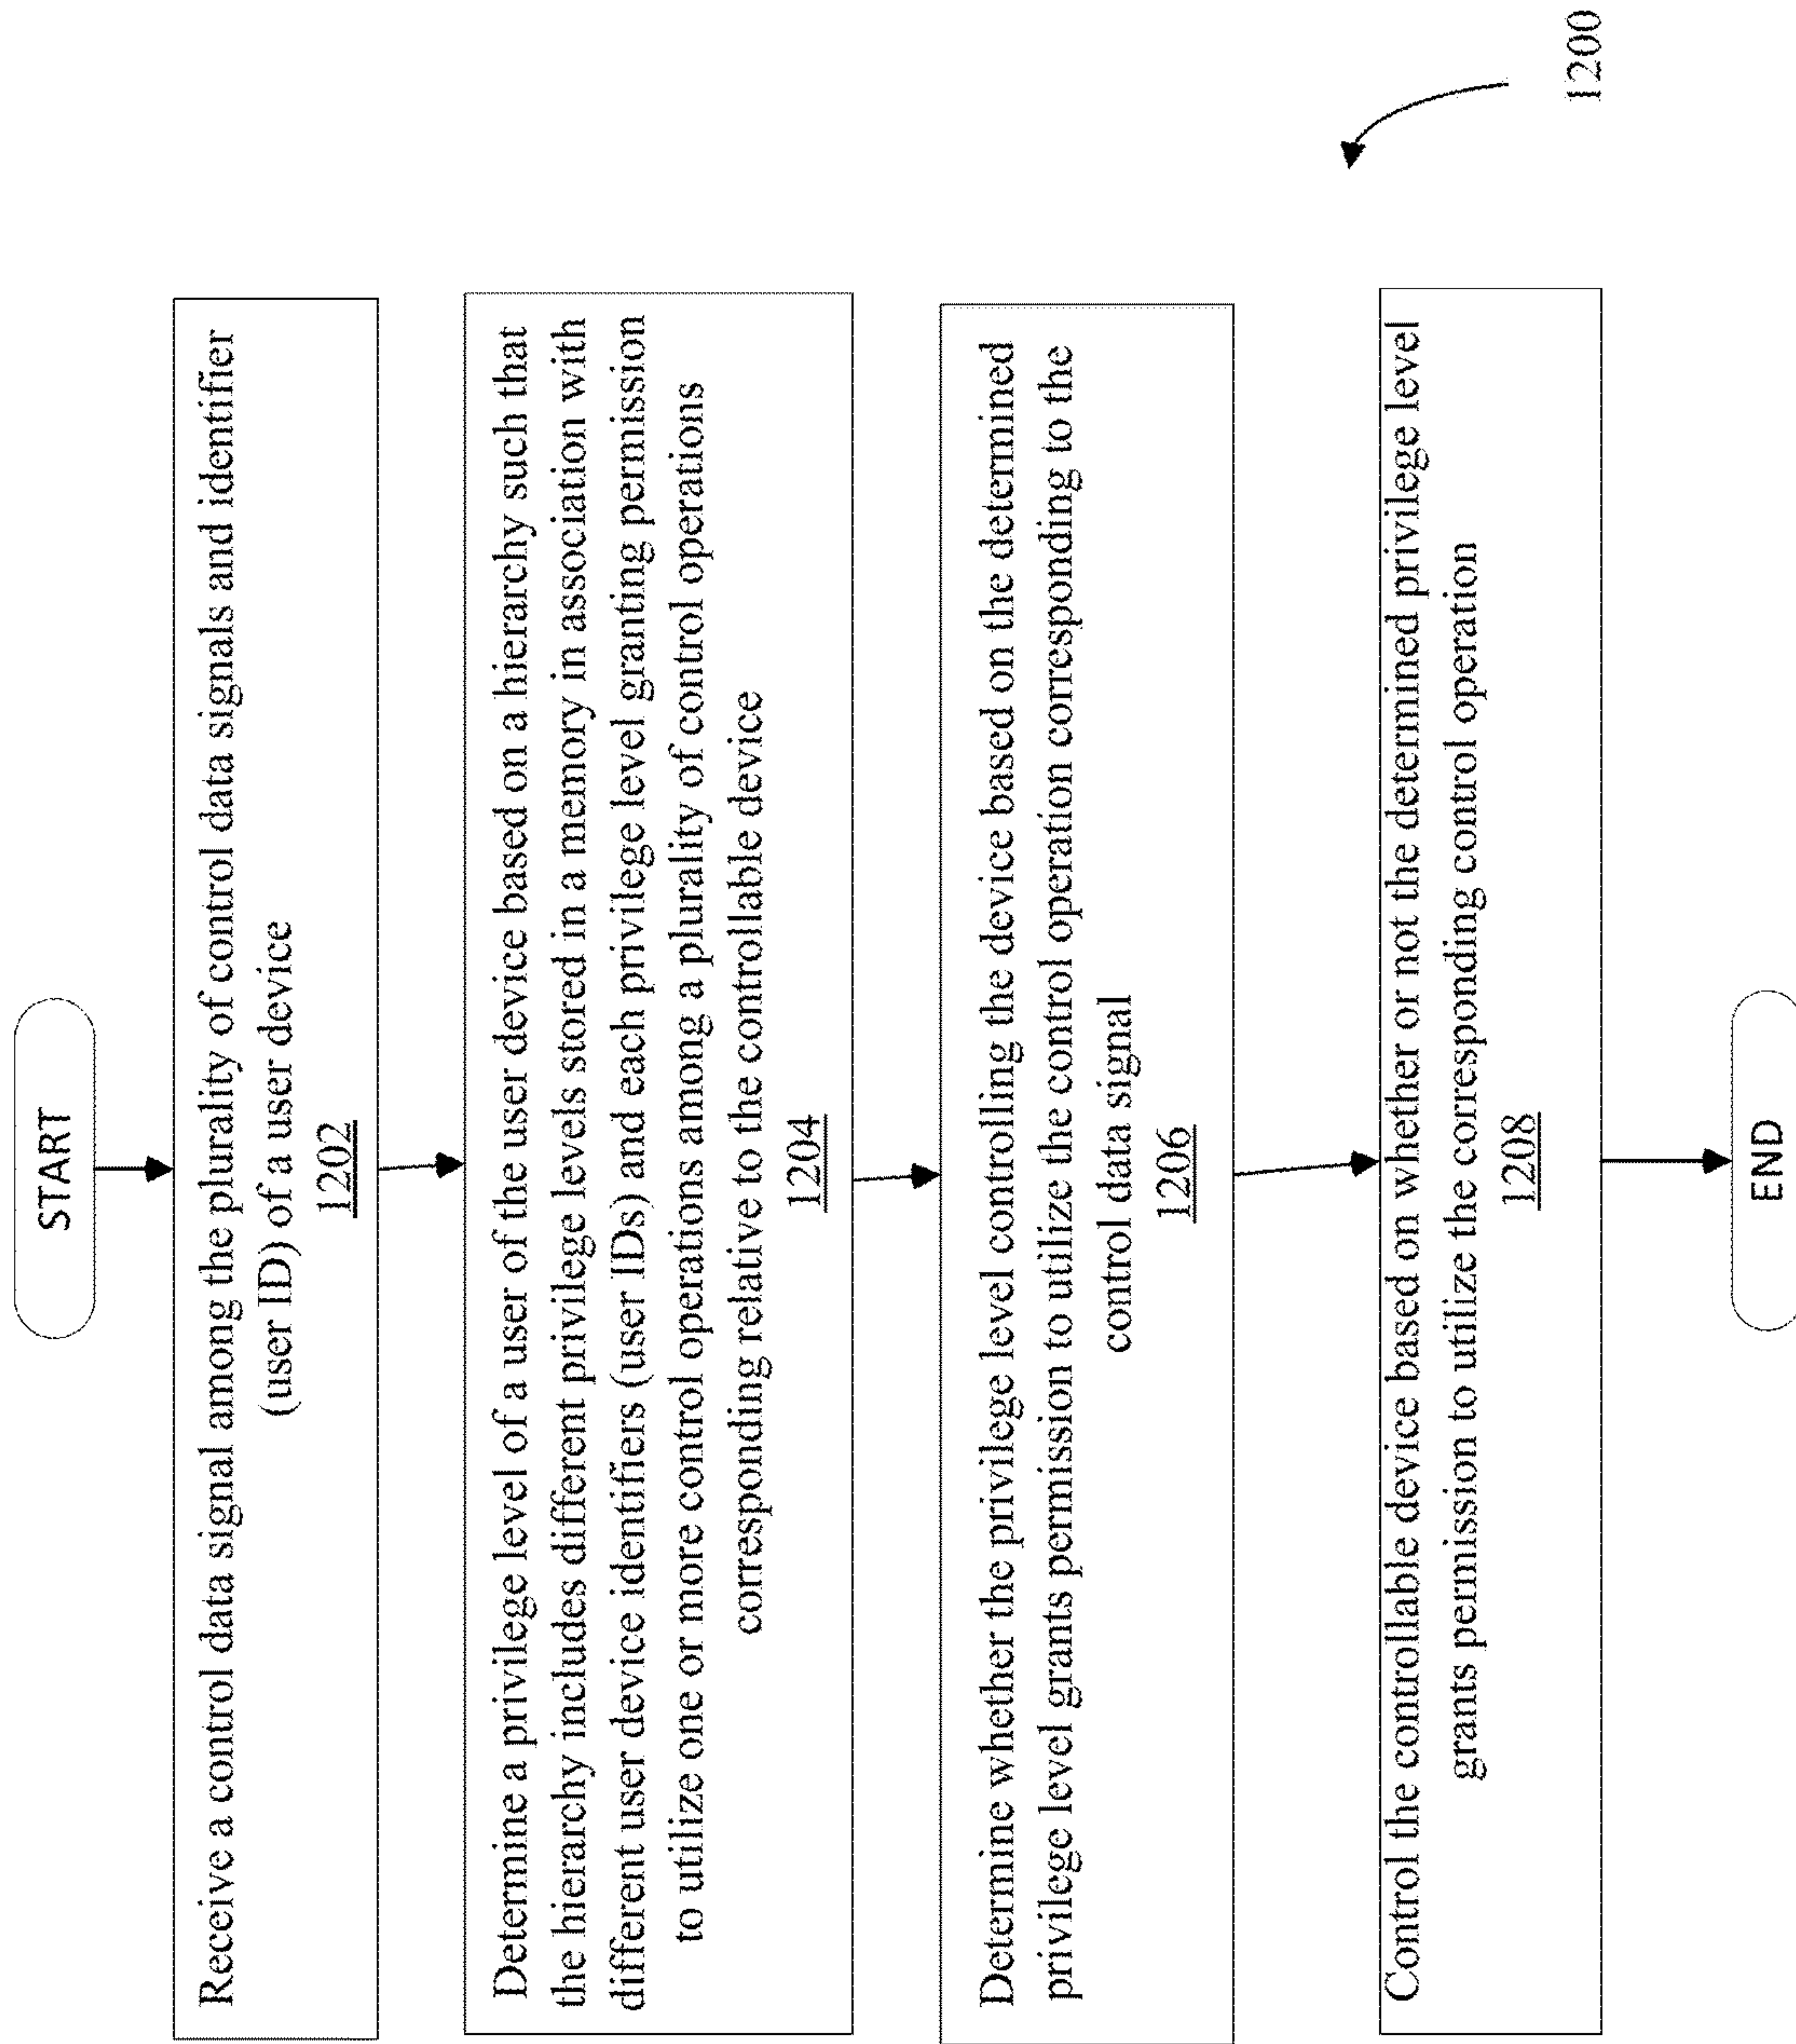 START
Receive a control data signal among the plurality of control data signals and identifier
(user ID) of a user device
1202
Determine a privilege level of a user of the user device based on a hierarchy such that
the hierarchy includes different privilege levels stored in a memory in association with
different user device identifiers (user IDs) and each privilege level granting permission
to utilize one or more control operations among a plurality of control operations
corresponding relative to the controllable device
1204
Determine whether the privilege level controlling the device based on the determined
privilege level grants permission to utilize the control operation corresponding to the
control data signal
1206
Control the controllable device based on whether or not the determined privilege level
grants permission to utilize the corresponding control operation
1208
END
1200